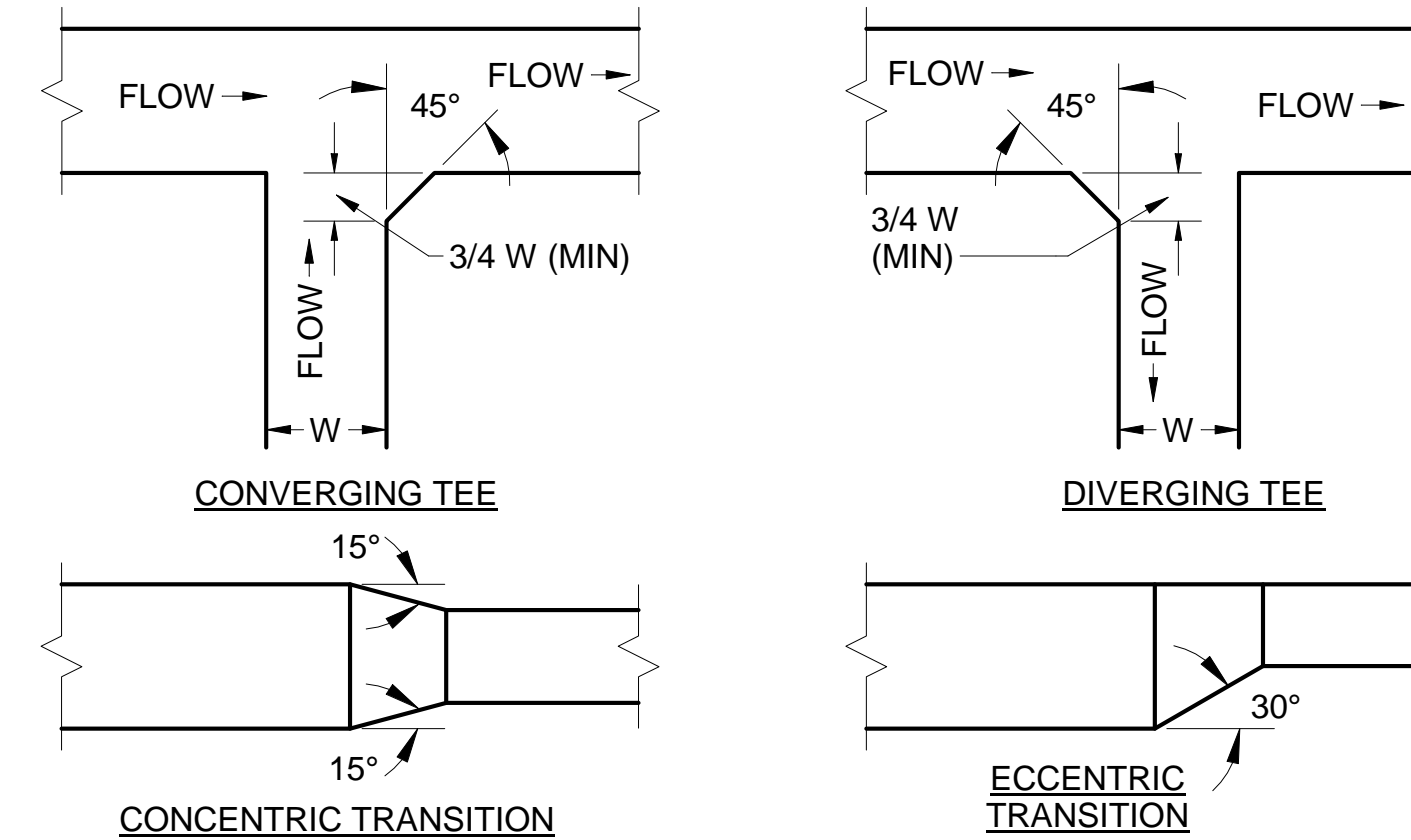 FLOW
FLOW
45°
3/4 W (MIN)
FLOW
W
CONVERGING TEE
FLOW
45°
FLOW
3/4 W
(MIN)
FLOW
W
DIVERGING TEE
15°
15°
CONCENTRIC TRANSITION
30°
ECCENTRIC
TRANSITION